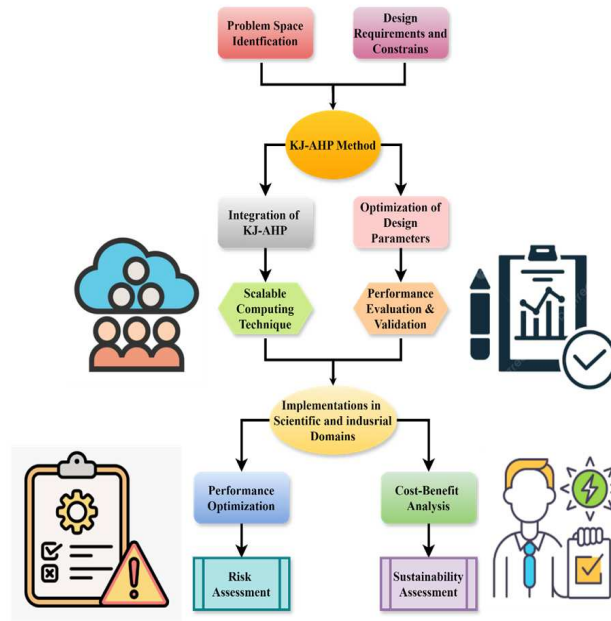 Problem Space
Identfication
Design
Requirements and
Constrains
KJ-AHP Method
Integration of
KJ-AHP
Optimization of
Design
Parameters
Scalable
Computing
Technique
Performance
Evaluation &
Validation
Implementations in
Scientific and indusrial
Domains
Performance
Optimization
Cost-Benefit
Analysis
Risk
Assessment
Sustainability
Assessment